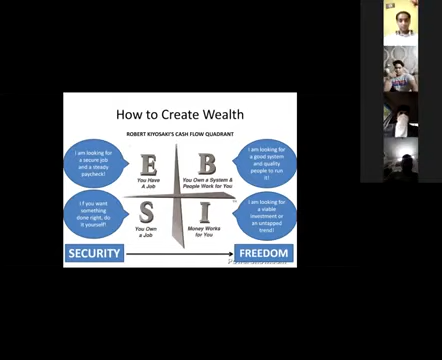 How to Create Wealth
ROBERT KIYOSAKI'S CASH FLOW QUADRANT
I am looking for
a secure job
and a steady
paycheck!
E
You Have
A Job
B
You Own a System &
People Work for You
I am looking for
a good system
and quality
people to run
it!
I.f you want
something
done right, do
it yourself!
S
You Own
a Job
I
Money Works
for You
I am looking for
a viable
investment or
an untapped
trend!
SECURITY
FREEDOM